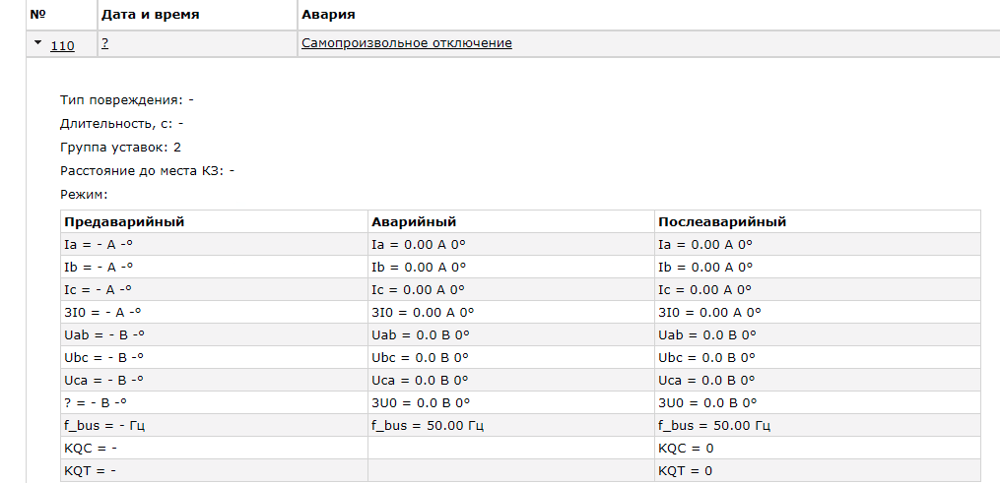 № Дата и время Авария
110 ? Самопроизвольное отключение
Тип повреждения: -
Длительность, с: -
Группа уставок: 2
Расстояние до места КЗ: -
Режим:
Предаварийный Аварийный Послеаварийный
Ia = - А -° Ia = 0.00 А 0° Ia = 0.00 А 0°
Ib = - А -° Ib = 0.00 А 0° Ib = 0.00 А 0°
Ic = - А -° Ic = 0.00 А 0° Ic = 0.00 А 0°
3I0 = - А -° 3I0 = 0.00 А 0° 3I0 = 0.00 А 0°
Uab = - В -° Uab = 0.0 В 0° Uab = 0.0 В 0°
Ubc = - В -° Ubc = 0.0 В 0° Ubc = 0.0 В 0°
Uca = - В -° Uca = 0.0 В 0° Uca = 0.0 В 0°
? = - В -° 3U0 = 0.0 В 0° 3U0 = 0.0 В 0°
f_bus = - Гц f_bus = 50.00 Гц f_bus = 50.00 Гц
KQC = - KQC = 0
KQT = - KQT = 0